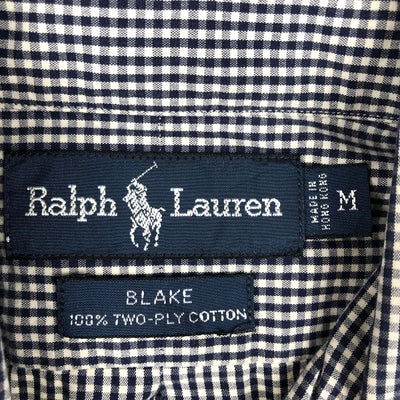 Ralph Lauren
MADE IN
HONG KONG
M
BLAKE
100% TWO-PLY COTTON